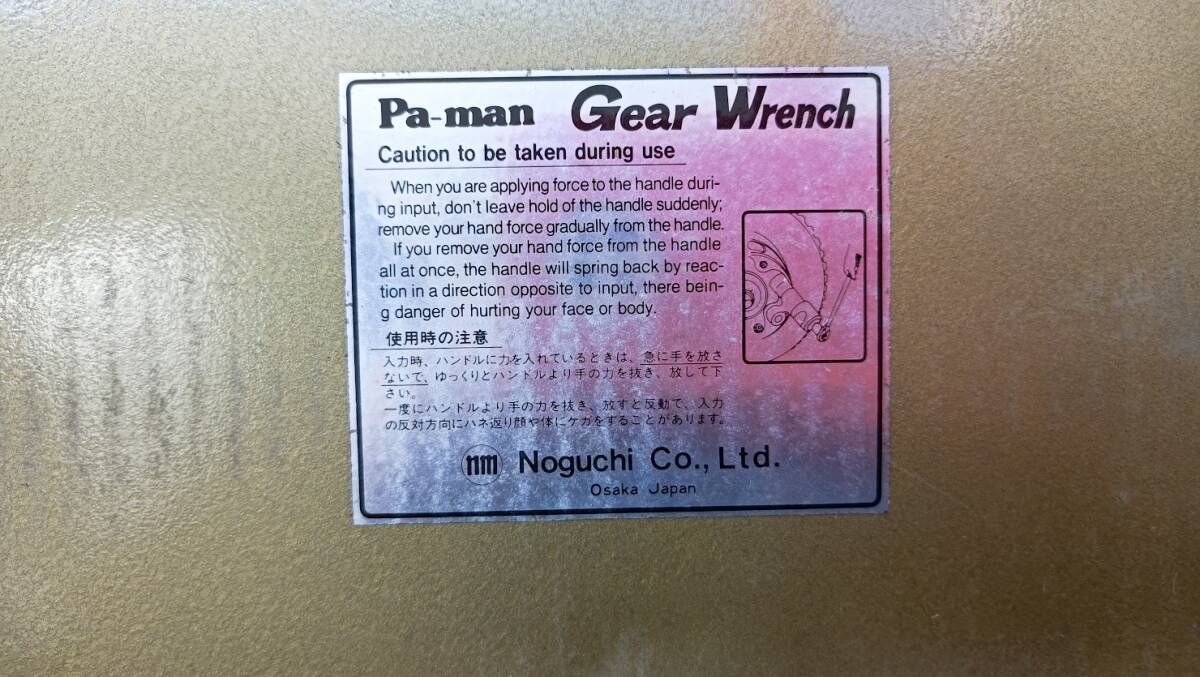 Pa-man Gear Wrench
Caution to be taken during use
When you are applying force to the handle duri-
ng input, don't leave hold of the handle suddenly;
remove your hand force gradually from the handle.
If you remove your hand force from the handle
all at once, the handle will spring back by reac-
tion in a direction opposite to input, there bein-
g danger of hurting your face or body.
使用時の注意
入力時、ハンドルに力を入れているときは、急に手を放さ
ないで、ゆっくりとハンドルより手の力を抜き、放して下
さい。
一度にハンドルより手の力を抜き、放すと反動で、入力
の反対方向にハネ返り顔や体にケガをすることがあります。
nm Noguchi Co., Ltd.
Osaka Japan